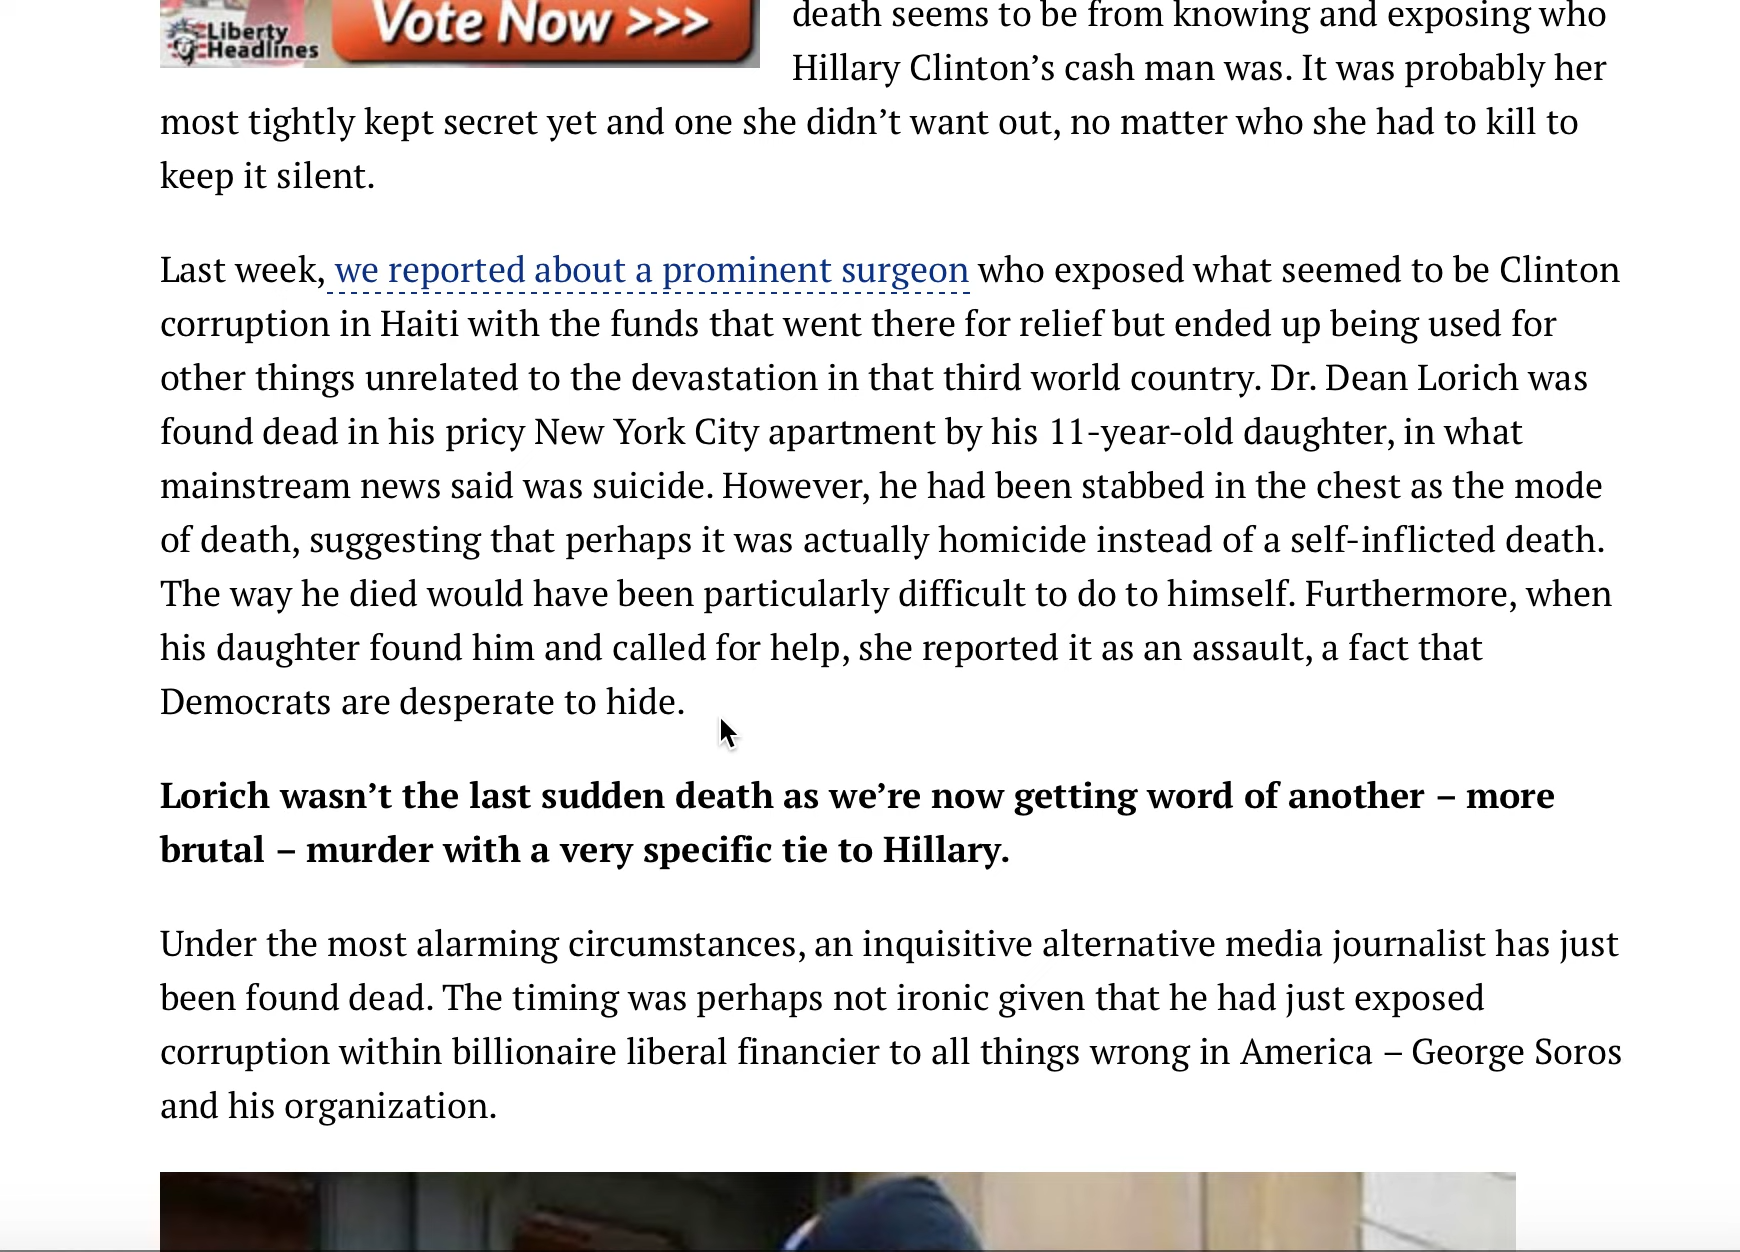 Vote Now >>>
Liberty
Headlines
death seems to be from knowing and exposing who
Hillary Clinton’s cash man was. It was probably her
most tightly kept secret yet and one she didn’t want out, no matter who she had to kill to
keep it silent.
Last week, we reported about a prominent surgeon who exposed what seemed to be Clinton
corruption in Haiti with the funds that went there for relief but ended up being used for
other things unrelated to the devastation in that third world country. Dr. Dean Lorich was
found dead in his pricy New York City apartment by his 11-year-old daughter, in what
mainstream news said was suicide. However, he had been stabbed in the chest as the mode
of death, suggesting that perhaps it was actually homicide instead of a self-inflicted death.
The way he died would have been particularly difficult to do to himself. Furthermore, when
his daughter found him and called for help, she reported it as an assault, a fact that
Democrats are desperate to hide.
Lorich wasn’t the last sudden death as we’re now getting word of another – more
brutal – murder with a very specific tie to Hillary.
Under the most alarming circumstances, an inquisitive alternative media journalist has just
been found dead. The timing was perhaps not ironic given that he had just exposed
corruption within billionaire liberal financier to all things wrong in America – George Soros
and his organization.